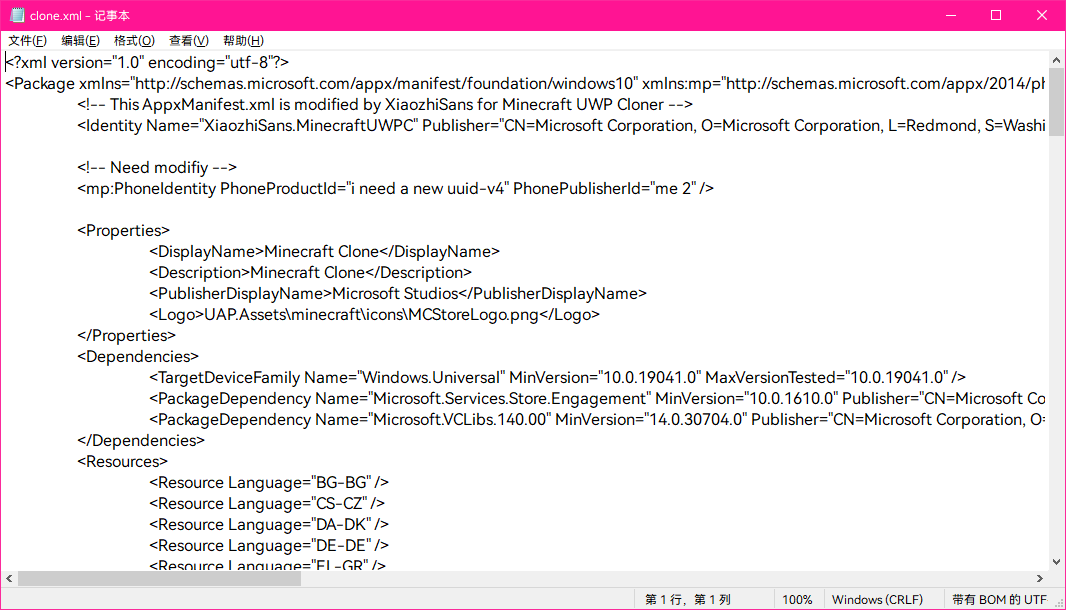 clone.xml - 记事本
文件(F) 编辑(E) 格式(O) 查看(V) 帮助(H)
<?xml version="1.0" encoding="utf-8"?>
<Package xmlns="http://schemas.microsoft.com/appx/manifest/foundation/windows10" xmlns:mp="http://schemas.microsoft.com/appx/2014/ph
<!-- This AppxManifest.xml is modified by XiaozhiSans for Minecraft UWP Cloner -->
<Identity Name="XiaozhiSans.MinecraftUWPC" Publisher="CN=Microsoft Corporation, O=Microsoft Corporation, L=Redmond, S=Washi
<!-- Need modifiy -->
<mp:PhoneIdentity PhoneProductId="i need a new uuid-v4" PhonePublisherId="me 2" />
<Properties>
<DisplayName>Minecraft Clone</DisplayName>
<Description>Minecraft Clone</Description>
<PublisherDisplayName>Microsoft Studios</PublisherDisplayName>
<Logo>UAP.Assets\minecraft\icons\MCStoreLogo.png</Logo>
</Properties>
<Dependencies>
<TargetDeviceFamily Name="Windows.Universal" MinVersion="10.0.19041.0" MaxVersionTested="10.0.19041.0" />
<PackageDependency Name="Microsoft.Services.Store.Engagement" MinVersion="10.0.1610.0" Publisher="CN=Microsoft Co
<PackageDependency Name="Microsoft.VCLibs.140.00" MinVersion="14.0.30704.0" Publisher="CN=Microsoft Corporation, O=
</Dependencies>
<Resources>
<Resource Language="BG-BG" />
<Resource Language="CS-CZ" />
<Resource Language="DA-DK" />
<Resource Language="DE-DE" />
<Resource Language="EL-GR" />
第 1 行，第 1 列 100% Windows (CRLF) 带有 BOM 的 UTF